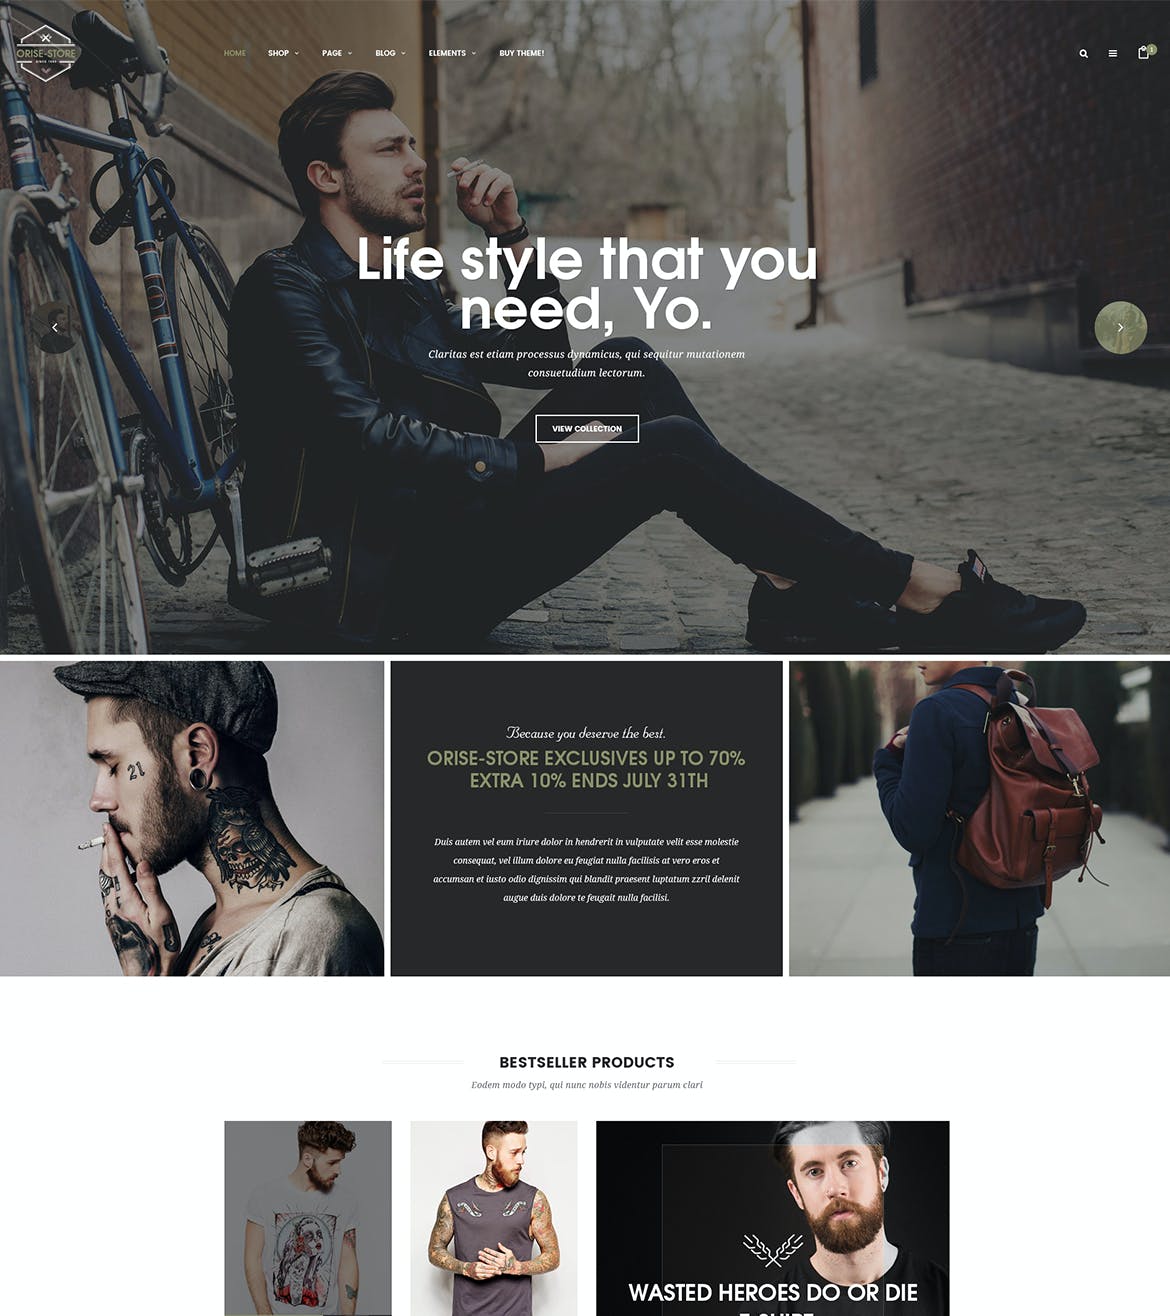 ORISE-STORE
SINCE 1990
HOME
SHOP
PAGE
BLOG
ELEMENTS
BUY THEME!
1
Life style that you
need, Yo.
Claritas est etiam processus dynamicus, qui sequitur mutationem
consuetudium lectorum.
VIEW COLLECTION
21
Because you deserve the best.
ORISE-STORE EXCLUSIVES UP TO 70%
EXTRA 10% ENDS JULY 31TH
Duis autem vel eum iriure dolor in hendrerit in vulputate velit esse molestie
consequat, vel illum dolore eu feugiat nulla facilisis at vero eros et
accumsan et iusto odio dignissim qui blandit praesent luptatum zzril delenit
augue duis dolore te feugait nulla facilisi.
BESTSELLER PRODUCTS
Eodem modo typi, qui nunc nobis videntur parum clari
WASTED HEROES DO OR DIE
T-SHIRT